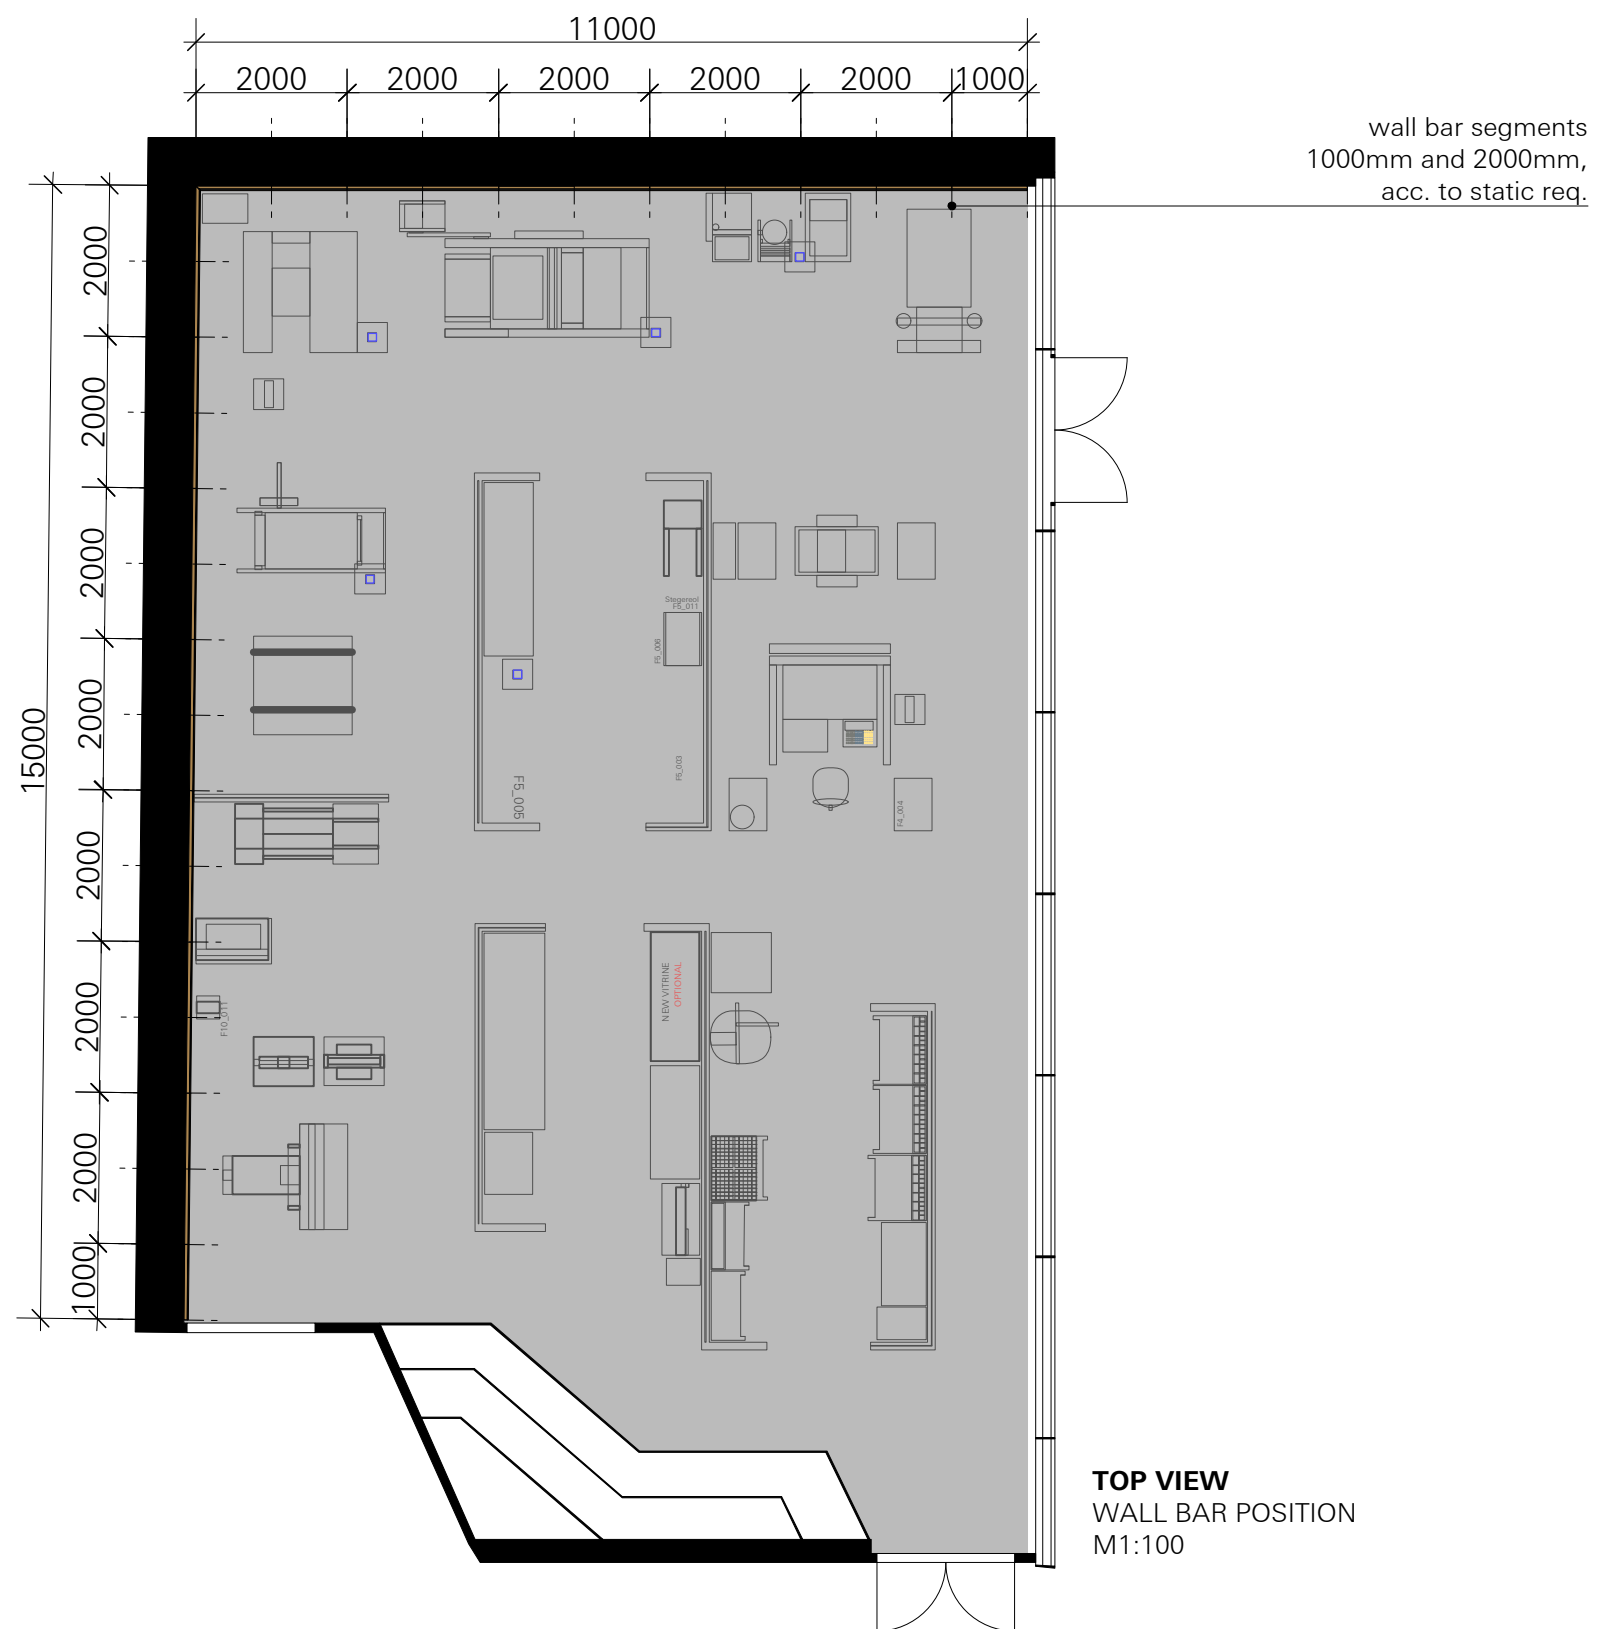 11000
2000 2000 2000 2000 2000 1000
wall bar segments
1000mm and 2000mm,
acc. to static req.
15000
2000
2000
2000
2000
2000
2000
2000
1000
Stegereol
F5_011
F5_006
F5_003
F5_005
F4_004
NEW VITRINE
OPTIONAL
F10_011
TOP VIEW
WALL BAR POSITION
M1:100